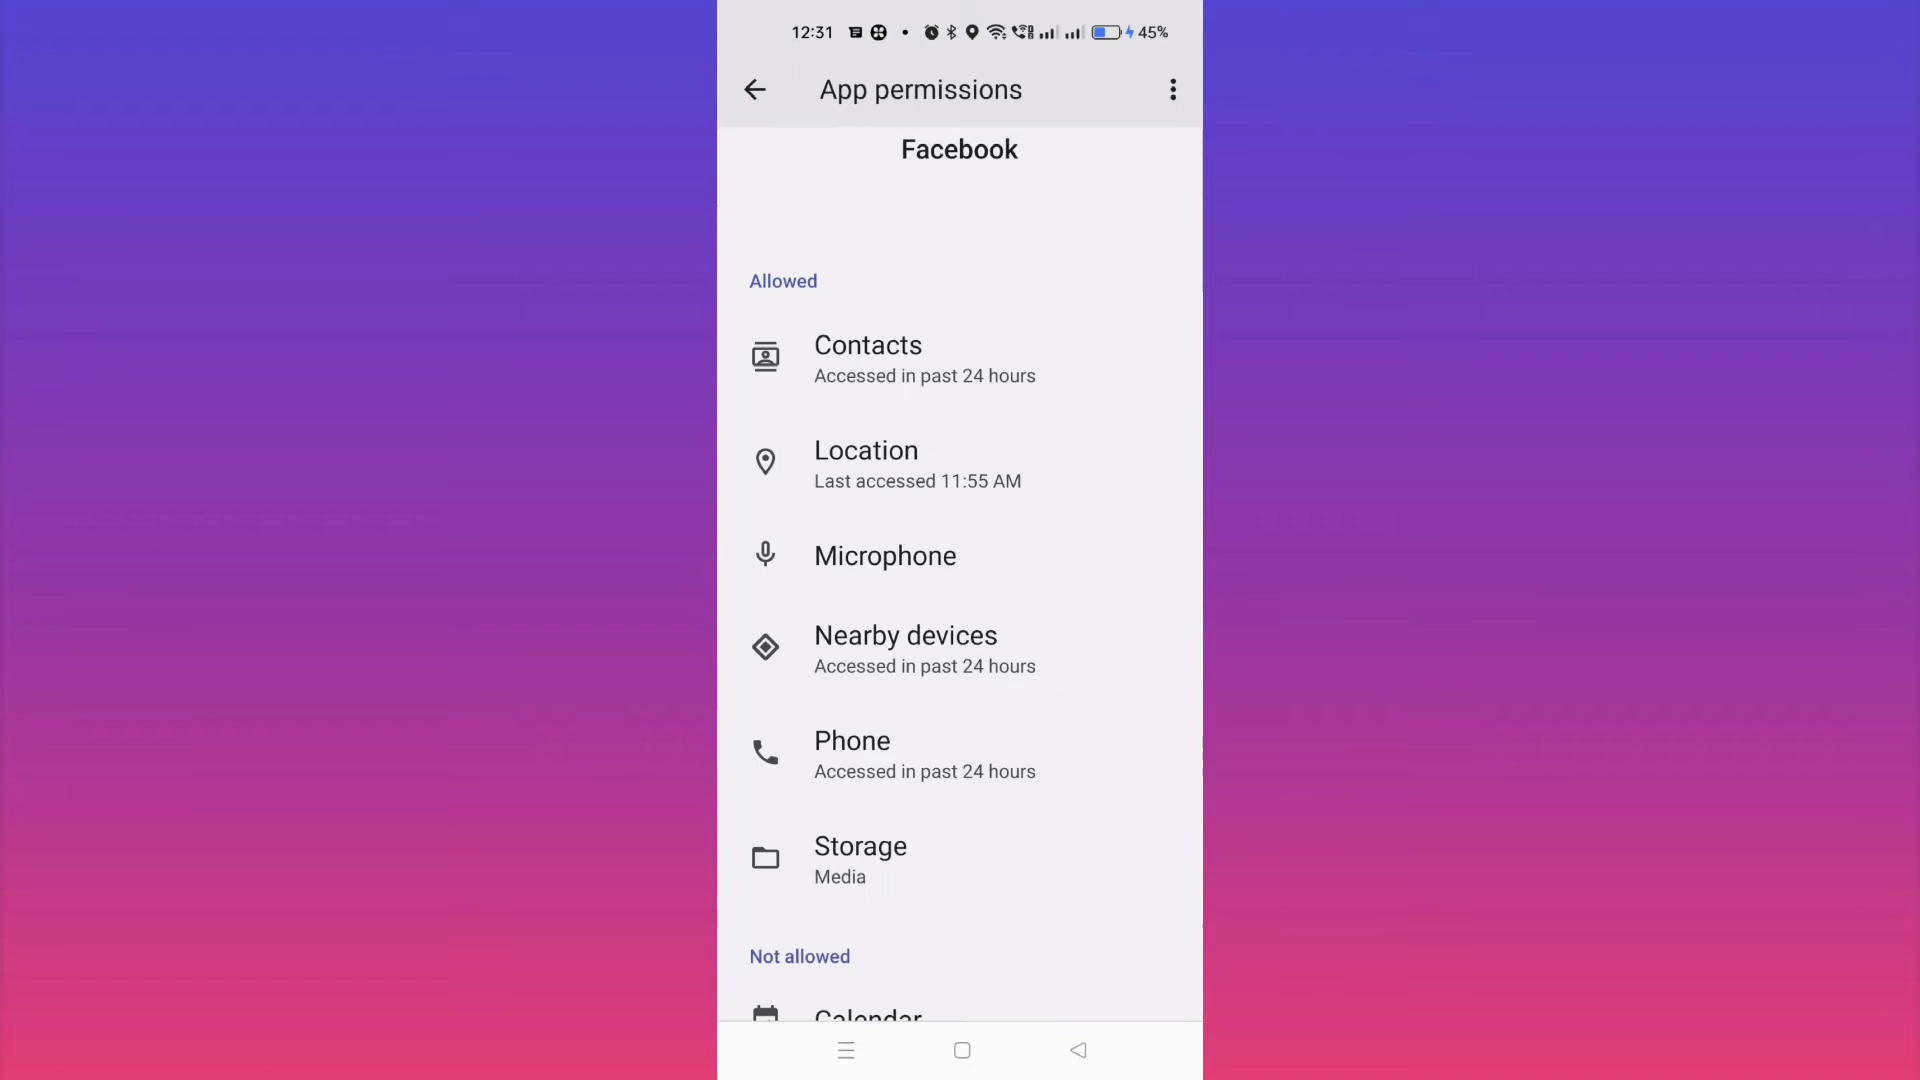 12:31 45%
App permissions
Facebook
Allowed
Contacts
Accessed in past 24 hours
Location
Last accessed 11:55 AM
Microphone
Nearby devices
Accessed in past 24 hours
Phone
Accessed in past 24 hours
Storage
Media
Not allowed
Calendar